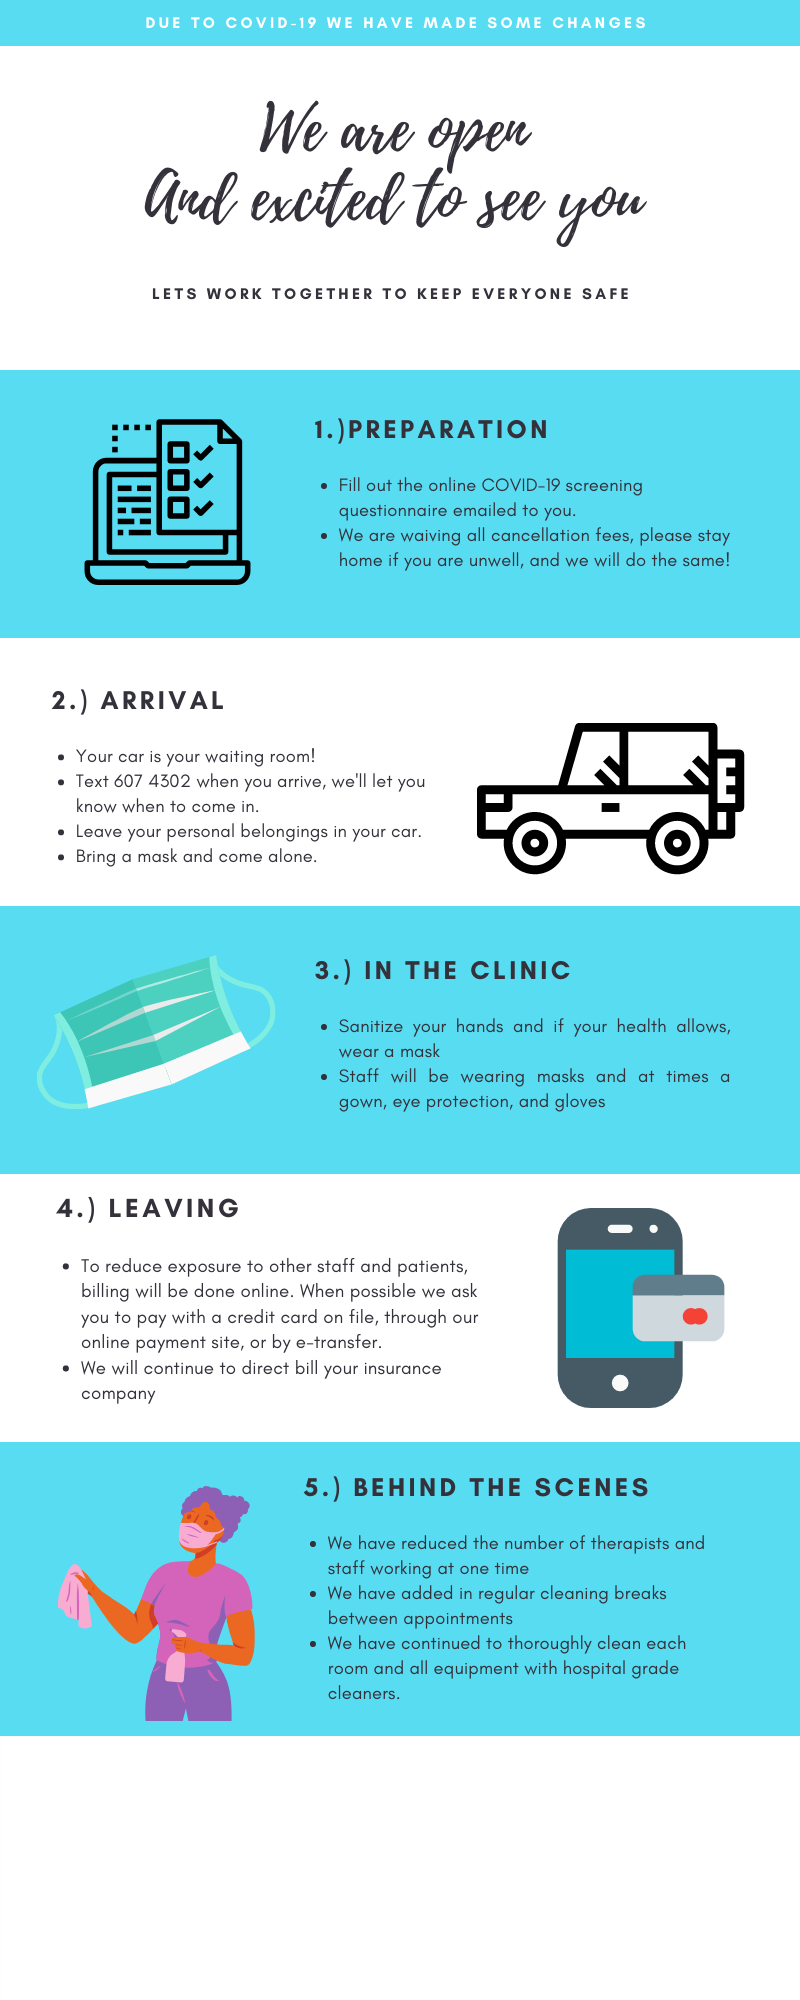 DUE TO COVID-19 WE HAVE MADE SOME CHANGES
We are open
And excited to see you
LETS WORK TOGETHER TO KEEP EVERYONE SAFE
1.)PREPARATION
• Fill out the online COVID-19 screening
questionnaire emailed to you.
• We are waiving all cancellation fees, please stay
home if you are unwell, and we will do the same!
2.) ARRIVAL
• Your car is your waiting room!
• Text 607 4302 when you arrive, we'll let you
know when to come in.
• Leave your personal belongings in your car.
• Bring a mask and come alone.
3.) IN THE CLINIC
• Sanitize your hands and if your health allows,
wear a mask
• Staff will be wearing masks and at times a
gown, eye protection, and gloves
4.) LEAVING
• To reduce exposure to other staff and patients,
billing will be done online. When possible we ask
you to pay with a credit card on file, through our
online payment site, or by e-transfer.
• We will continue to direct bill your insurance
company
5.) BEHIND THE SCENES
• We have reduced the number of therapists and
staff working at one time
• We have added in regular cleaning breaks
between appointments
• We have continued to thoroughly clean each
room and all equipment with hospital grade
cleaners.